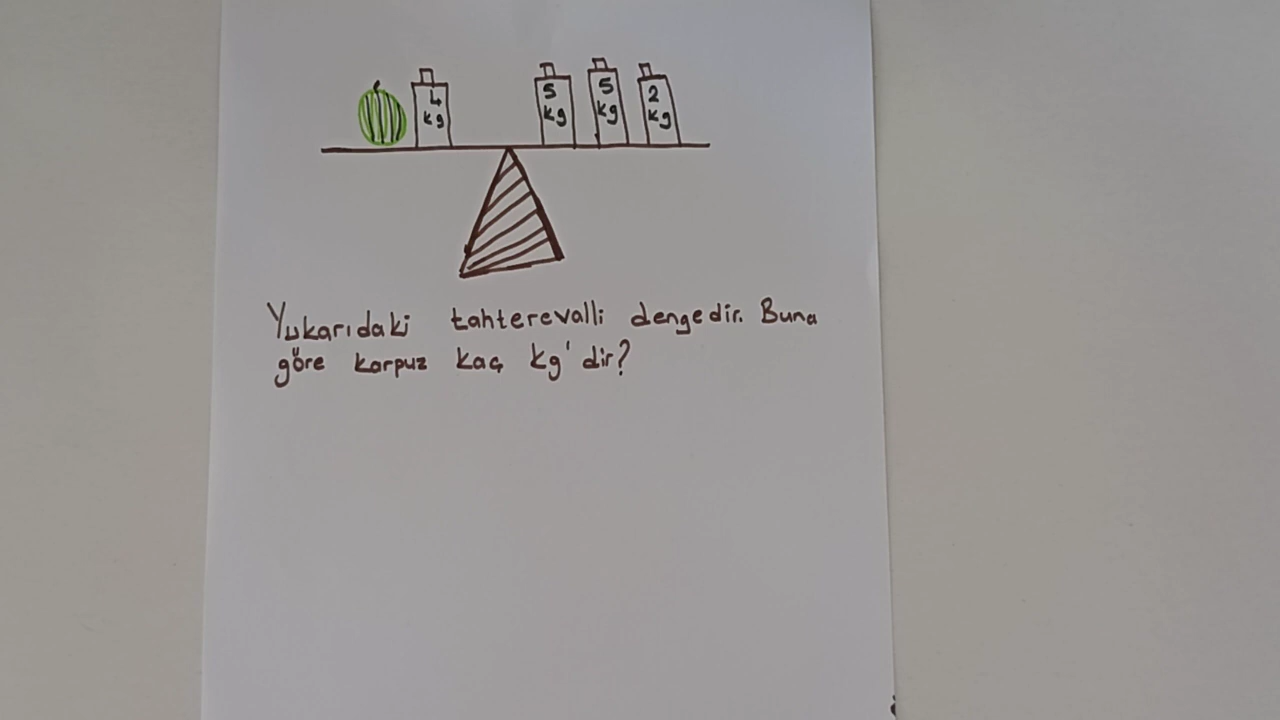 4 kg 5 kg 5 kg 2 kg
Yukarıdaki tahterevalli dengedir. Buna
göre karpuz kaç kg'dir?